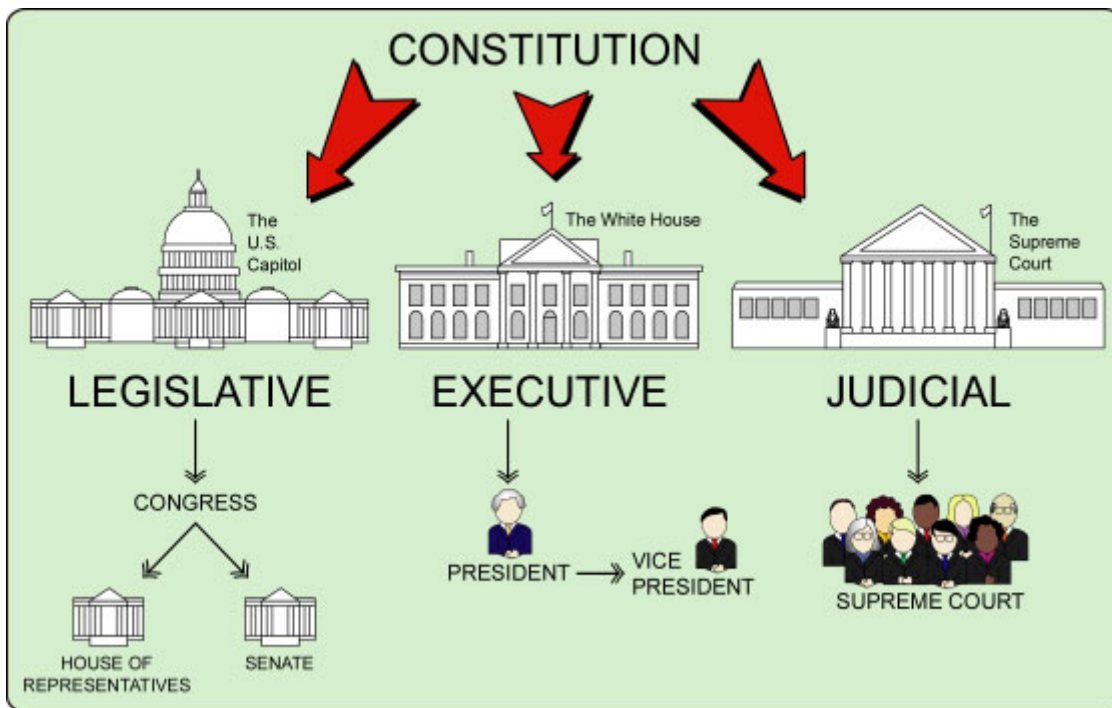 CONSTITUTION
The
U.S.
Capitol
The White House
The
Supreme
Court
LEGISLATIVE
EXECUTIVE
JUDICIAL
CONGRESS
PRESIDENT
VICE
PRESIDENT
SUPREME COURT
HOUSE OF
REPRESENTATIVES
SENATE